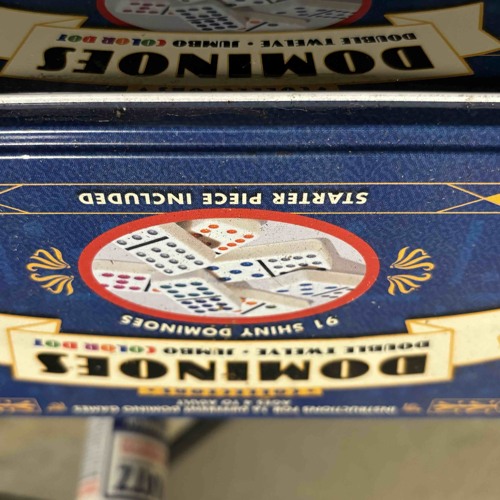 DOMINOES
DOUBLE TWELVE • JUMBO COLOR DOT
INSTRUCTIONS FOR 12 DIFFERENT DOMINO GAMES
AGES 8 TO ADULT
DOMINOES
DOUBLE TWELVE • JUMBO COLOR DOT
91 SHINY DOMINOES
STARTER PIECE INCLUDED